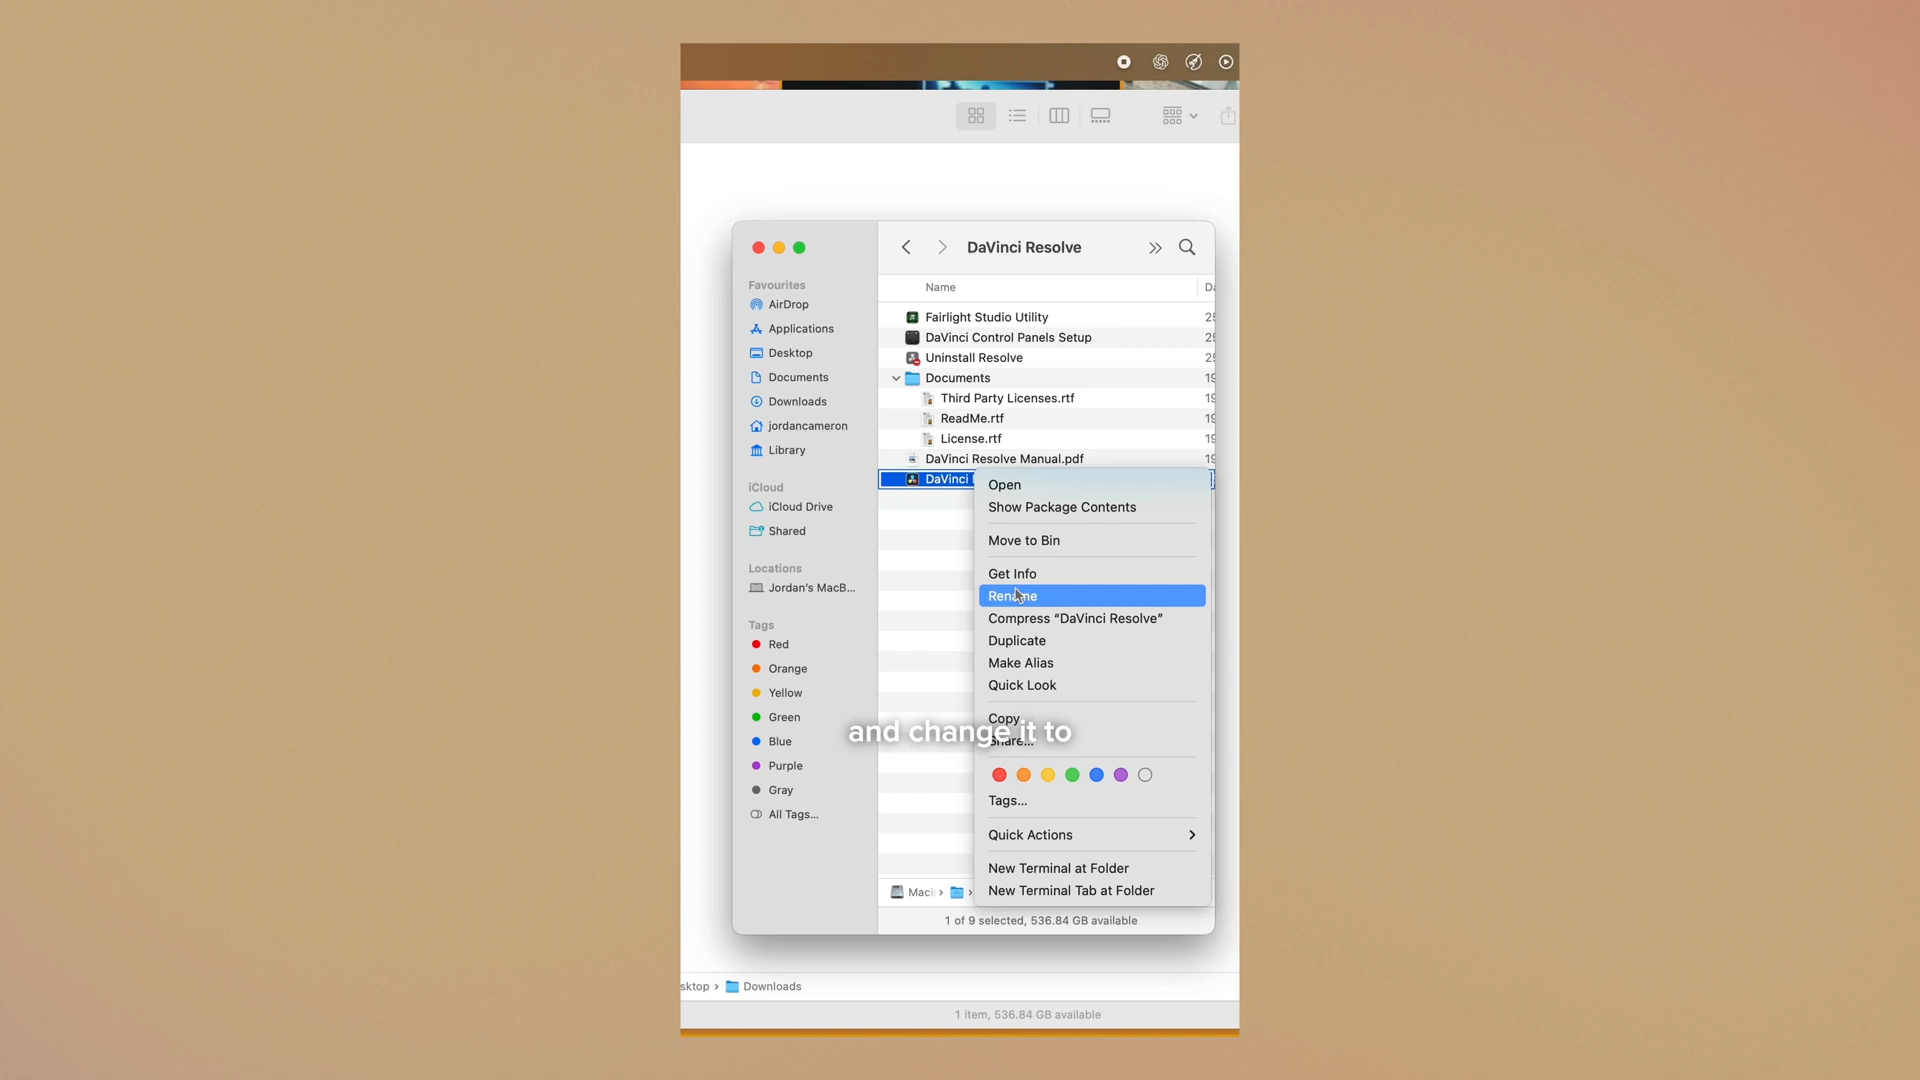 DaVinci Resolve
Favourites
AirDrop
Applications
Desktop
Documents
Downloads
jordancameron
Library
iCloud
iCloud Drive
Shared
Locations
Jordan's MacB...
Tags
Red
Orange
Yellow
Green
Blue
Purple
Gray
All Tags...
Name
Fairlight Studio Utility
DaVinci Control Panels Setup
Uninstall Resolve
Documents
Third Party Licenses.rtf
ReadMe.rtf
License.rtf
DaVinci Resolve Manual.pdf
DaVinci
Open
Show Package Contents
Move to Bin
Get Info
Rename
Compress “DaVinci Resolve”
Duplicate
Make Alias
Quick Look
Copy
Share...
and change it to
Tags...
Quick Actions
New Terminal at Folder
New Terminal Tab at Folder
1 of 9 selected, 536.84 GB available
sktop › Downloads
1 item, 536.84 GB available